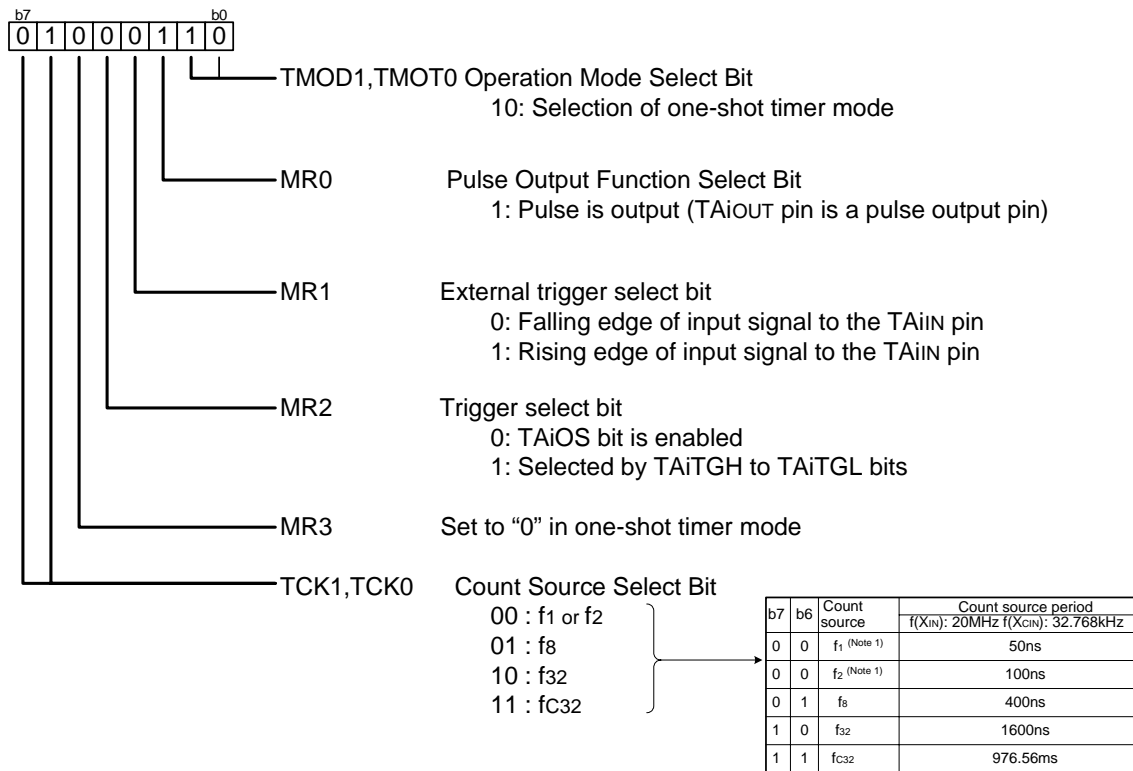 b7 b0
0 1 0 0 0 1 1 0
TMOD1,TMOT0 Operation Mode Select Bit
10: Selection of one-shot timer mode
MR0 Pulse Output Function Select Bit
1: Pulse is output (TAiOUT pin is a pulse output pin)
MR1 External trigger select bit
0: Falling edge of input signal to the TAiIN pin
1: Rising edge of input signal to the TAiIN pin
MR2 Trigger select bit
0: TAiOS bit is enabled
1: Selected by TAiTGH to TAiTGL bits
MR3 Set to “0” in one-shot timer mode
TCK1,TCK0 Count Source Select Bit
00 : f1 or f2
01 : f8
10 : f32
11 : fC32
b7 b6 Count source Count source period
f(XIN): 20MHz f(XCIN): 32.768kHz
0 0 f1 (Note 1) 50ns
0 0 f2 (Note 1) 100ns
0 1 f8 400ns
1 0 f32 1600ns
1 1 fC32 976.56ms